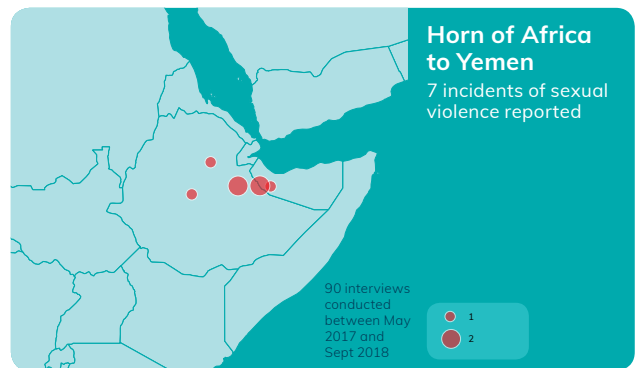 Horn of Africa
to Yemen
7 incidents of sexual
violence reported
90 interviews
conducted
between May
2017 and
Sept 2018
1
2